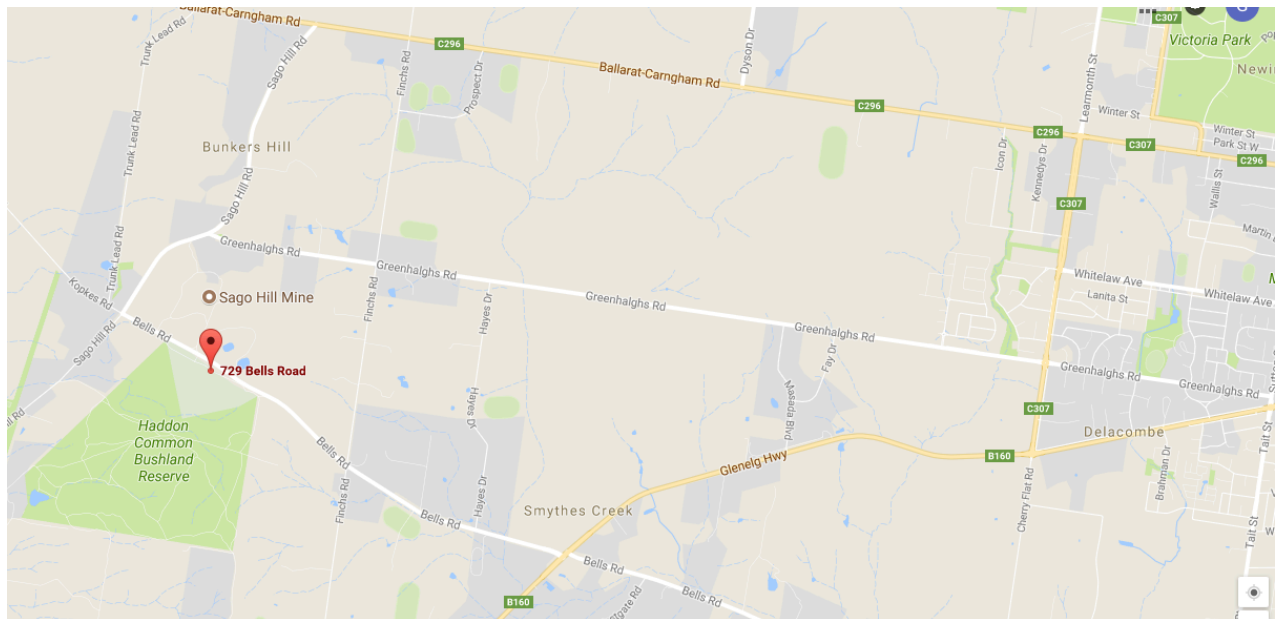 Ballarat-Carngham Rd
C307
Victoria Park
Trunk Lead Rd
Sago Hill Rd
C296
Finchs Rd
Prospect Dr
Ballarat-Carngham Rd
Dyson Dr
Learmonth St
C296
Winter St
Winter St
C296
C307
Park St W
C296
Trunk Lead Rd
Bunkers Hill
Icon Dr
Kennedys Dr
Wallis St
Sago Hill Rd
C307
Greenhalghs Rd
Greenhalghs Rd
Trunk Lead Rd
Whitelaw Ave
Kopkes Rd
Sago Hill Mine
Finchs Rd
Hayes Dr
Greenhalghs Rd
Lanita St
Whitelaw Ave
Bells Rd
Sago Hill Rd
Greenhalghs Rd
Fay Dr
729 Bells Road
Greenhalghs Rd
Greenhalghs Rd
Hayes Dr
Masada Blvd
C307
Haddon
Common
Bushland
Reserve
Delacombe
Tait St
Bells Rd
Glenelg Hwy
B160
Brahman Dr
Finchs Rd
Hayes Dr
Cherry Flat Rd
Smythes Creek
Bells Rd
Tait St
B160
Bells Rd